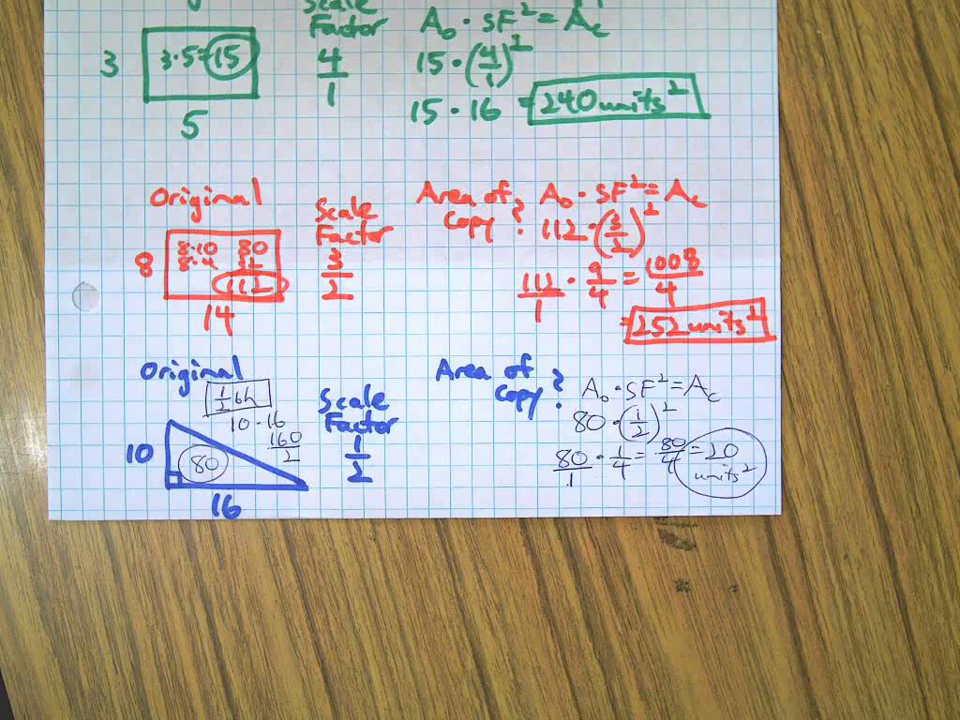 Scale
Factor
4
1
3
3·5=15
5
A₀ · SF² = A꜀
15 · (4/1)²
15 · 16 = 240 units²
Original
8
8·10 80
8·4 32
112
14
Scale
Factor
3
2
Area of
Copy?
A₀ · SF² = A꜀
112 · (3/2)²
112/1 · 9/4 = 1008/4
= 252 units²
Original
1/2 bh
10 · 16
160/2
10
80
16
Scale
Factor
1
2
Area of
Copy?
A₀ · SF² = A꜀
80 · (1/2)²
80/1 · 1/4 = 80/4 = 20
units²